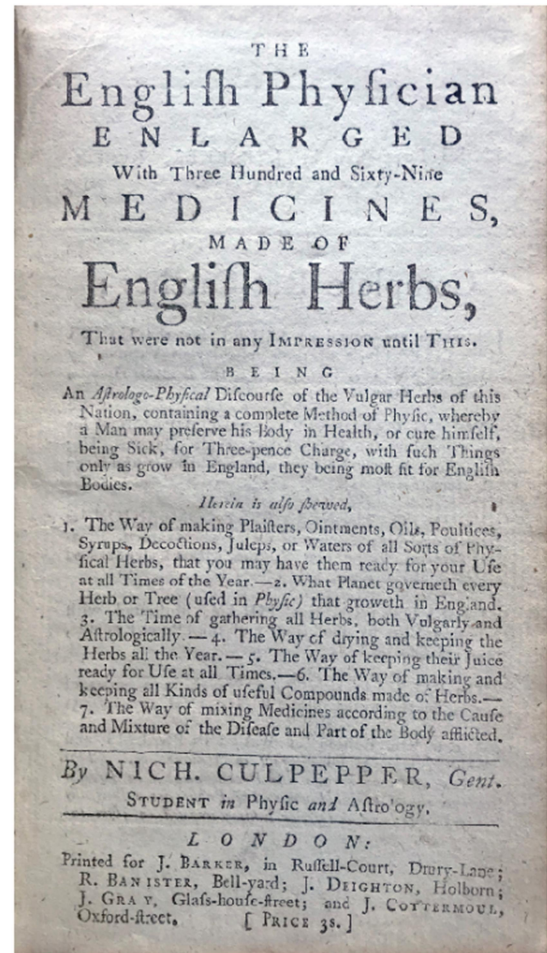 THE
Engliſh Phyſician
ENLARGED
With Three Hundred and Sixty-Nine
MEDICINES,
MADE OF
Engliſh Herbs,
That were not in any IMPRESSION until THIS.
BEING
An Aſtrologo-Phyſical Diſcourſe of the Vulgar Herbs of this
Nation, containing a complete Method of Phyſic, whereby
a Man may preſerve his Body in Health, or cure himſelf,
being Sick, for Three-pence Charge, with ſuch Things
only as grow in England, they being moſt fit for Engliſh
Bodies.
Herein is alſo ſhewed,
1. The Way of making Plaiſters, Ointments, Oils, Poultices,
Syrups, Decoctions, Juleps, or Waters of all Sorts of Phy-
ſical Herbs, that you may have them ready for your Uſe
at all Times of the Year.—2. What Planet governeth every
Herb or Tree (uſed in Phyſic) that groweth in England.
3. The Time of gathering all Herbs, both Vulgarly and
Aſtrologically.—4. The Way of drying and keeping the
Herbs all the Year.—5. The Way of keeping their Juice
ready for Uſe at all Times.—6. The Way of making and
keeping all Kinds of uſeful Compounds made of Herbs.—
7. The Way of mixing Medicines according to the Cauſe
and Mixture of the Diſeaſe and Part of the Body afflicted.
By NICH. CULPEPPER, Gent.
STUDENT in Phyſic and Aſtrology.
LONDON:
Printed for J. BARKER, in Ruſſell-Court, Drury-Lane;
R. BANISTER, Bell-yard; J. DEIGHTON, Holborn;
J. GRAY, Glaſs-houſe-ſtreet; and J. COTTERMOUL,
Oxford-ſtreet. [PRICE 3s.]